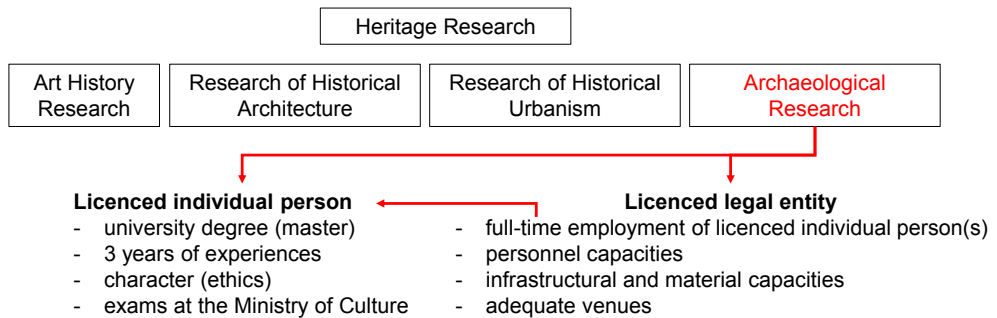 Heritage Research
Art History
Research
Research of Historical
Architecture
Research of Historical
Urbanism
Archaeological
Research
Licenced individual person
- university degree (master)
- 3 years of experiences
- character (ethics)
- exams at the Ministry of Culture
Licenced legal entity
- full-time employment of licenced individual person(s)
- personnel capacities
- infrastructural and material capacities
- adequate venues